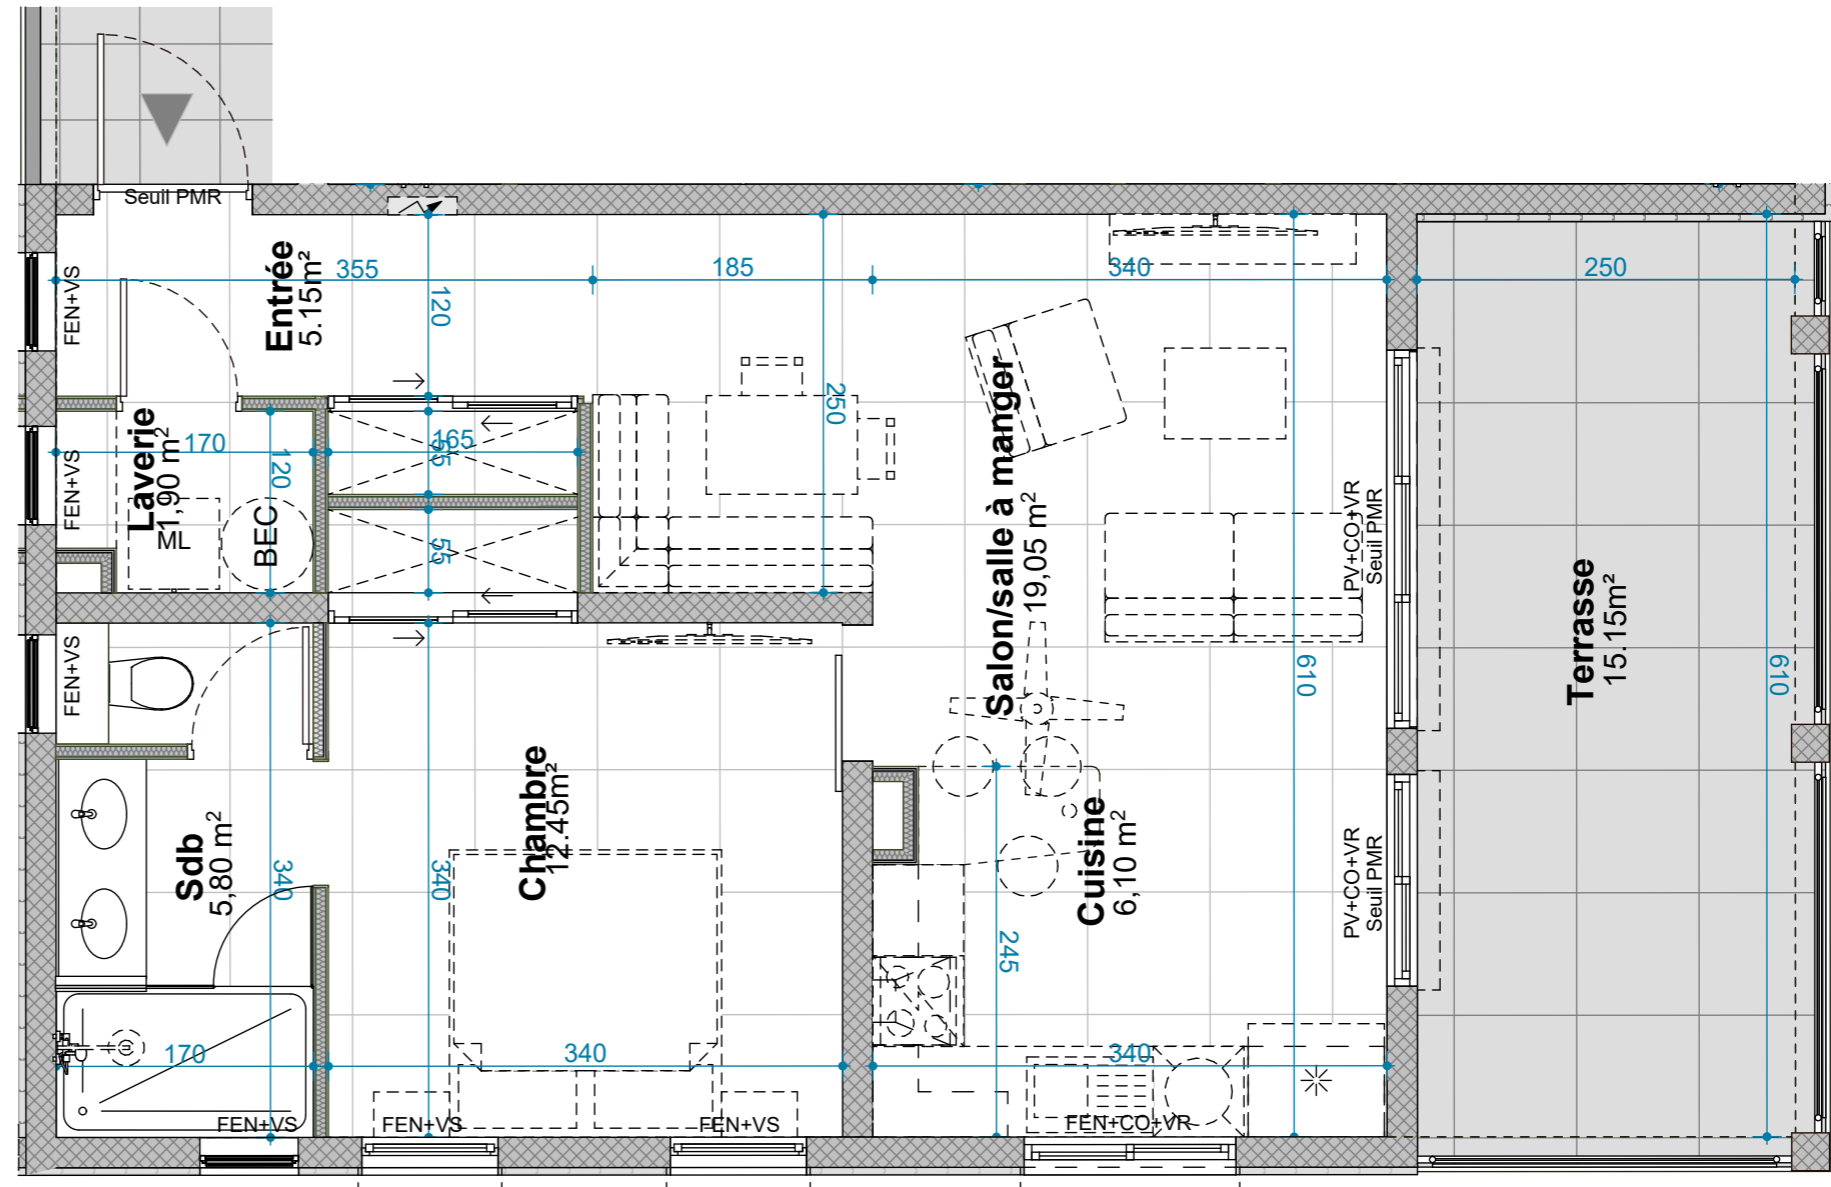 Seuil PMR
FEN+VS
Entrée
5.15m²
355
185
340
250
120
250
Laverie
1,90 m²
170
165
55
120
FEN+VS
ML
BEC
55
Salon/salle à manger
19,05 m²
PV+CO+VR
Seuil PMR
Terrasse
15.15m²
610
610
FEN+VS
Sdb
5,80 m²
340
340
Chambre
12.45m²
Cuisine
6,10 m²
245
PV+CO+VR
Seuil PMR
170
340
340
FEN+VS
FEN+VS
FEN+VS
FEN+CO+VR